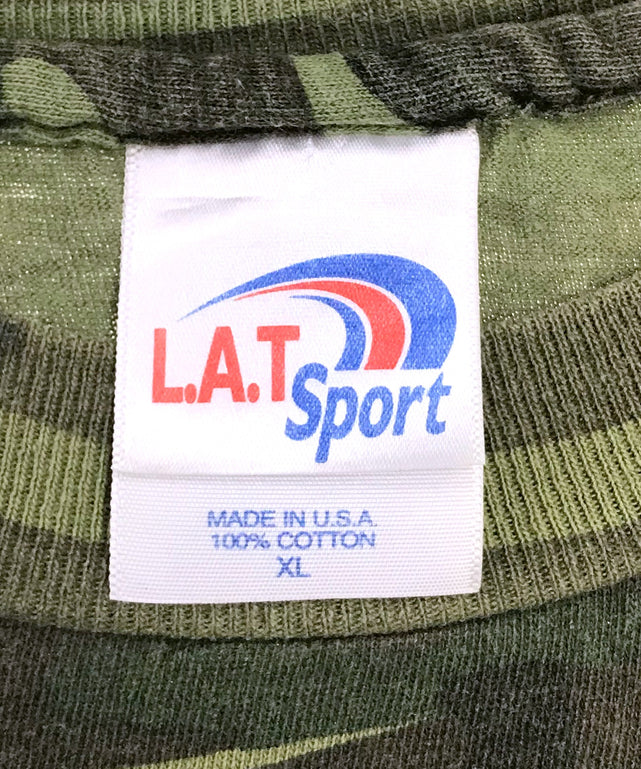 L.A.T
Sport
MADE IN U.S.A.
100% COTTON
XL